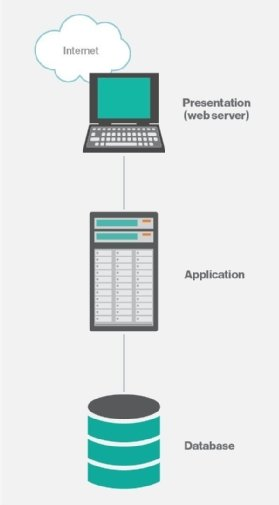 Internet
Presentation
(web server)
Application
Database